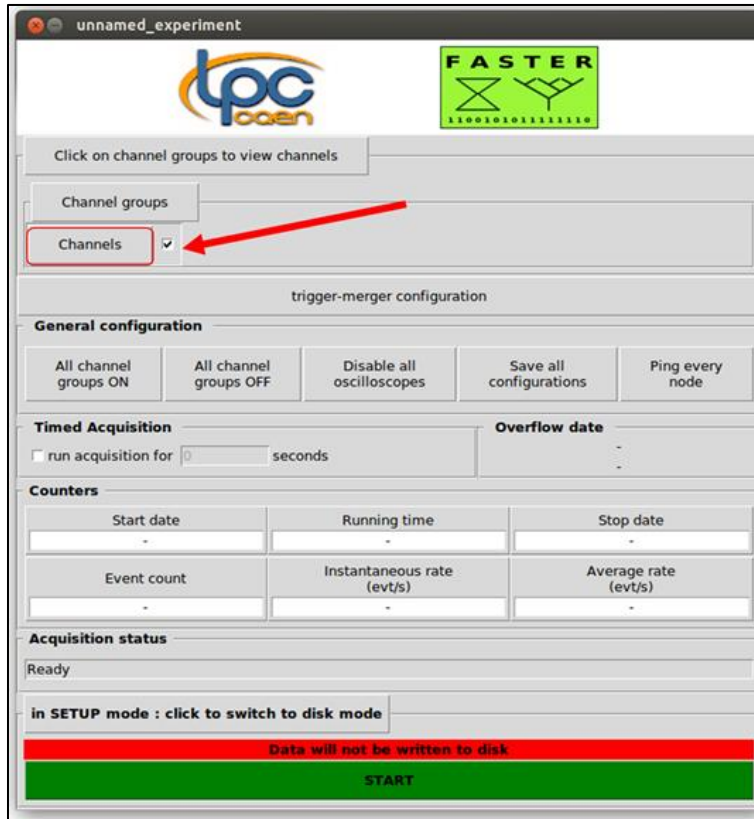 unnamed_experiment
lpc
caen
FASTER
1100101011111110
Click on channel groups to view channels
Channel groups
Channels
trigger-merger configuration
General configuration
All channel groups ON
All channel groups OFF
Disable all oscilloscopes
Save all configurations
Ping every node
Timed Acquisition
Overflow date
run acquisition for 0 seconds
-
-
Counters
Start date
Running time
Stop date
-
-
-
Event count
Instantaneous rate (evt/s)
Average rate (evt/s)
-
-
-
Acquisition status
Ready
in SETUP mode : click to switch to disk mode
Data will not be written to disk
START